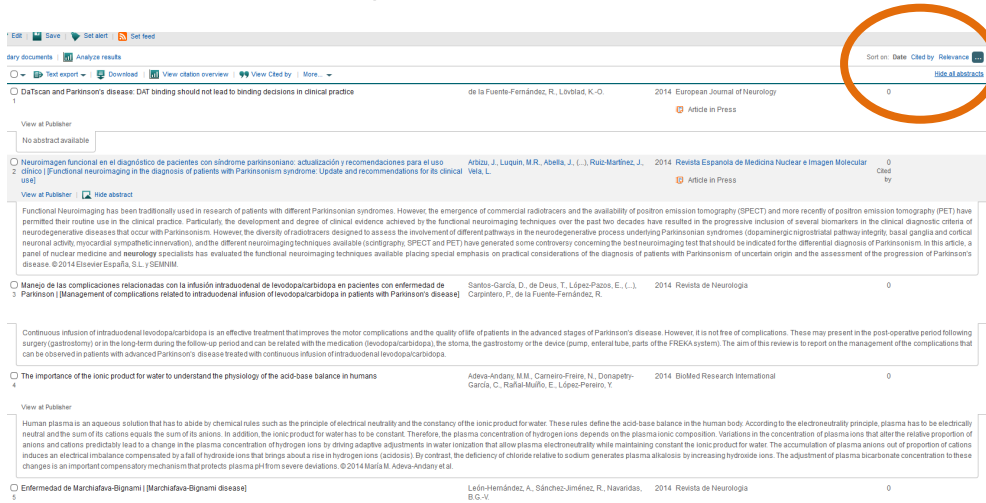 Edit | Save | Set alert | Set feed
dary documents | Analyze results
Sort on: Date Cited by Relevance ...
Text export | Download | View citation overview | View Cited by | More...
Hide all abstracts
DaTscan and Parkinson's disease: DAT binding should not lead to binding decisions in clinical practice
de la Fuente-Fernández, R., Lövblad, K.-O.
2014 European Journal of Neurology
0
1
Article in Press
View at Publisher
No abstract available
Neuroimagen funcional en el diagnóstico de pacientes con síndrome parkinsoniano: actualización y recomendaciones para el uso
Arbizu, J., Luquin, M.R., Abella, J., (...), Ruiz-Martínez, J.,
2014 Revista Espanola de Medicina Nuclear e Imagen Molecular
0
2 clínico | [Functional neuroimaging in the diagnosis of patients with Parkinsonism syndrome: Update and recommendations for its clinical
Vela, L.
Cited
use]
Article in Press
by
View at Publisher | Hide abstract
Functional Neuroimaging has been traditionally used in research of patients with different Parkinsonian syndromes. However, the emergence of commercial radiotracers and the availability of positron emission tomography (SPECT) and more recently of positron emission tomography (PET) have
permitted their routine use in the clinical practice. Particularly, the development and degree of clinical evidence achieved by the functional neuroimaging techniques over the past two decades have resulted in the progressive inclusion of several biomarkers in the clinical diagnostic criteria of
neurodegenerative diseases that occur with Parkinsonism. However, the diversity of radiotracers designed to assess the involvement of different pathways in the neurodegenerative process underlying Parkinsonian syndromes (dopaminergic nigrostriatal pathway integrity, basal ganglia and cortical
neuronal activity, myocardial sympathetic innervation), and the different neuroimaging techniques available (scintigraphy, SPECT and PET) have generated some controversy concerning the best neuroimaging test that should be indicated for the differential diagnosis of Parkinsonism. In this article, a
panel of nuclear medicine and neurology specialists has evaluated the functional neuroimaging techniques available placing special emphasis on practical considerations of the diagnosis of patients with Parkinsonism of uncertain origin and the assessment of the progression of Parkinson's
disease. © 2014 Elsevier España, S.L. y SEMNIM.
Manejo de las complicaciones relacionadas con la infusión intraduodenal de levodopa/carbidopa en pacientes con enfermedad de
Santos-García, D., de Deus, T., López-Pazos, E., (...),
2014 Revista de Neurologia
0
3 Parkinson | [Management of complications related to intraduodenal infusion of levodopa/carbidopa in patients with Parkinson's disease]
Carpintero, P., de la Fuente-Fernández, R.
Continuous infusion of intraduodenal levodopa/carbidopa is an effective treatment that improves the motor complications and the quality of life of patients in the advanced stages of Parkinson's disease. However, it is not free of complications. These may present in the post-operative period following
surgery (gastrostomy) or in the long-term during the follow-up period and can be related with the medication (levodopa/carbidopa), the stoma, the gastrostomy or the device (pump, enteral tube, parts of the FREKA system). The aim of this review is to report on the management of the complications that
can be observed in patients with advanced Parkinson's disease treated with continuous infusion of intraduodenal levodopa/carbidopa.
The importance of the ionic product for water to understand the physiology of the acid-base balance in humans
Adeva-Andany, M.M., Carneiro-Freire, N., Donapetry-
2014 BioMed Research International
0
4
García, C., Rañal-Muíño, E., López-Pereiro, Y.
View at Publisher
Human plasma is an aqueous solution that has to abide by chemical rules such as the principle of electrical neutrality and the constancy of the ionic product for water. These rules define the acid-base balance in the human body. According to the electroneutrality principle, plasma has to be electrically
neutral and the sum of its cations equals the sum of its anions. In addition, the ionic product for water has to be constant. Therefore, the plasma concentration of hydrogen ions depends on the plasma ionic composition. Variations in the concentration of plasma ions that alter the relative proportion of
anions and cations predictably lead to a change in the plasma concentration of hydrogen ions by driving adaptive adjustments in water ionization that allow plasma electroneutrality while maintaining constant the ionic product for water. The accumulation of plasma anions out of proportion of cations
induces an electrical imbalance compensated by a fall of hydroxide ions that brings about a rise in hydrogen ions (acidosis). By contrast, the deficiency of chloride relative to sodium generates plasma alkalosis by increasing hydroxide ions. The adjustment of plasma bicarbonate concentration to these
changes is an important compensatory mechanism that protects plasma pH from severe deviations. © 2014 María M. Adeva-Andany et al.
Enfermedad de Marchiafava-Bignami | [Marchiafava-Bignami disease]
León-Hernández, A., Sánchez-Jiménez, R., Navaridas,
2014 Revista de Neurologia
0
5
B.G.-V.